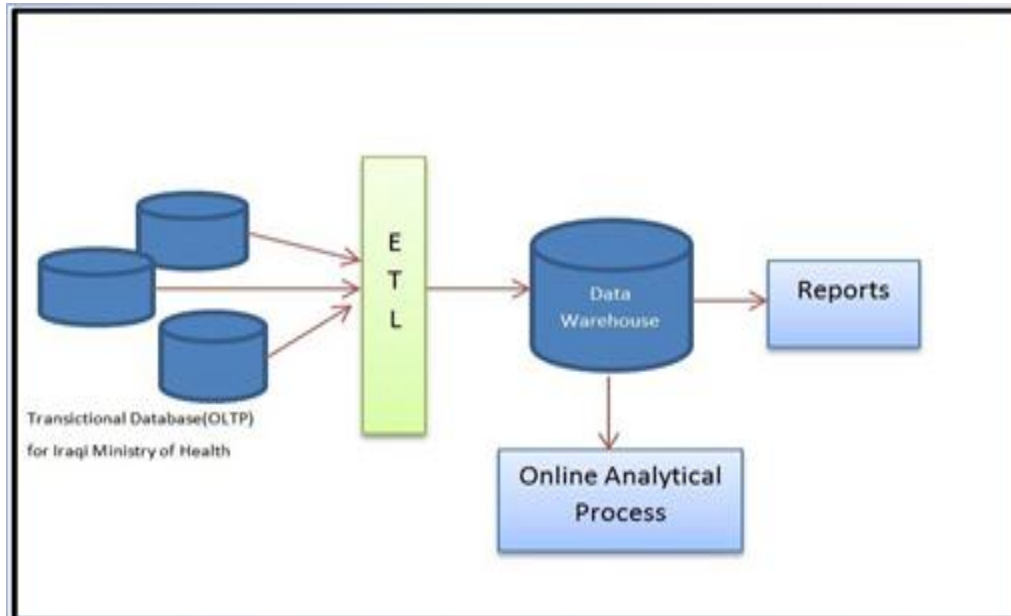 E
T
L
Data
Warehouse
Reports
Transictional Database(OLTP)
for Iraqi Ministry of Health
Online Analytical
Process